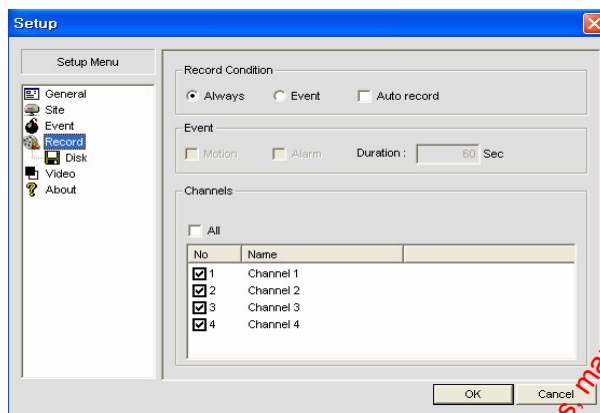 Setup
Setup Menu
General
Site
Event
Record
Disk
Video
About
Record Condition
Always Event Auto record
Event
Motion Alarm Duration : 60 Sec
Channels
All
No Name
1 Channel 1
2 Channel 2
3 Channel 3
4 Channel 4
OK Cancel